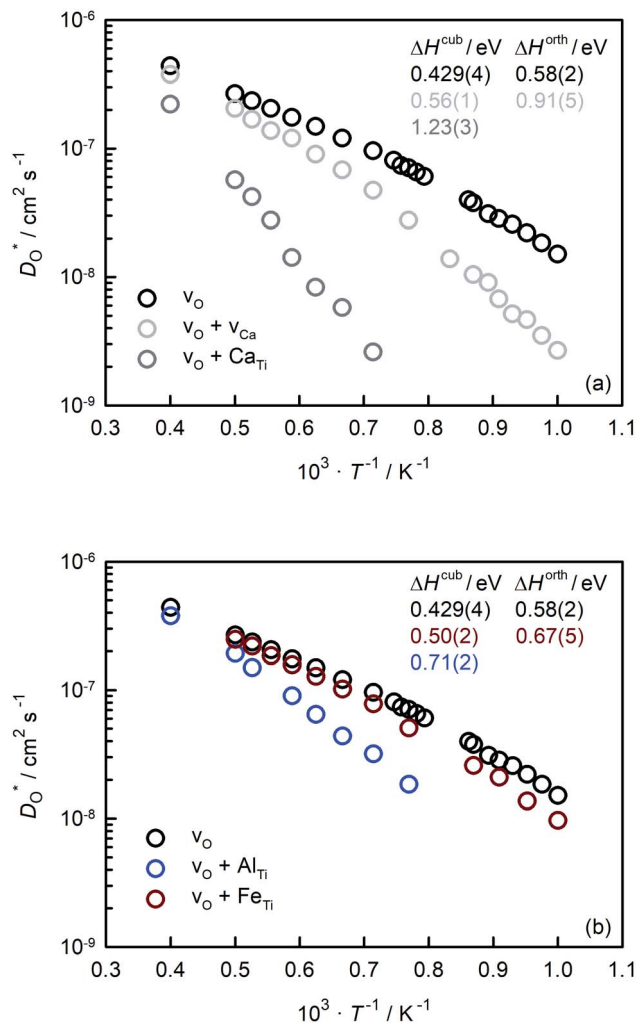 ΔH^cub / eV ΔH^orth / eV
0.429(4) 0.58(2)
0.56(1) 0.91(5)
1.23(3)
10⁻⁶
10⁻⁷
10⁻⁸
10⁻⁹
D_O* / cm² s⁻¹
v_O
v_O + v_Ca
v_O + Ca_Ti
(a)
0.3 0.4 0.5 0.6 0.7 0.8 0.9 1.0 1.1
10³ · T⁻¹ / K⁻¹
ΔH^cub / eV ΔH^orth / eV
0.429(4) 0.58(2)
0.50(2) 0.67(5)
0.71(2)
10⁻⁶
10⁻⁷
10⁻⁸
10⁻⁹
D_O* / cm² s⁻¹
v_O
v_O + Al_Ti
v_O + Fe_Ti
(b)
0.3 0.4 0.5 0.6 0.7 0.8 0.9 1.0 1.1
10³ · T⁻¹ / K⁻¹